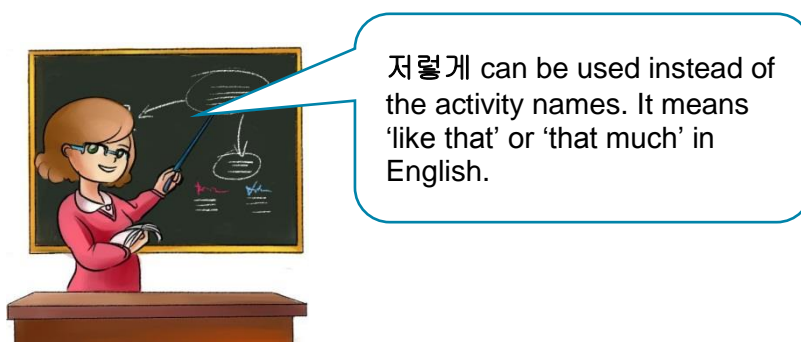 저렇게 can be used instead of
the activity names. It means
‘like that’ or ‘that much’ in
English.